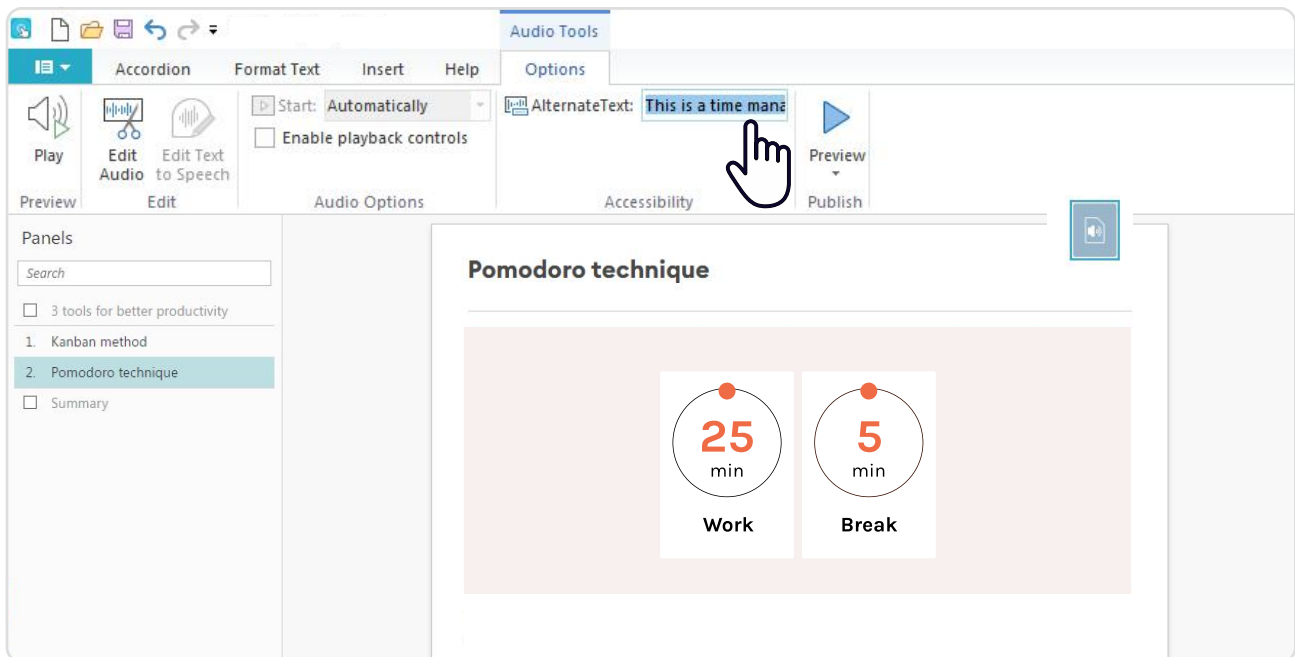 Audio Tools
Accordion Format Text Insert Help Options
Start: Automatically
Enable playback controls
AlternateText: This is a time mana
Play
Edit Audio
Edit Text to Speech
Preview
Preview Edit Audio Options Accessibility Publish
Panels
Search
3 tools for better productivity
1. Kanban method
2. Pomodoro technique
Summary
Pomodoro technique
25 min
Work
5 min
Break